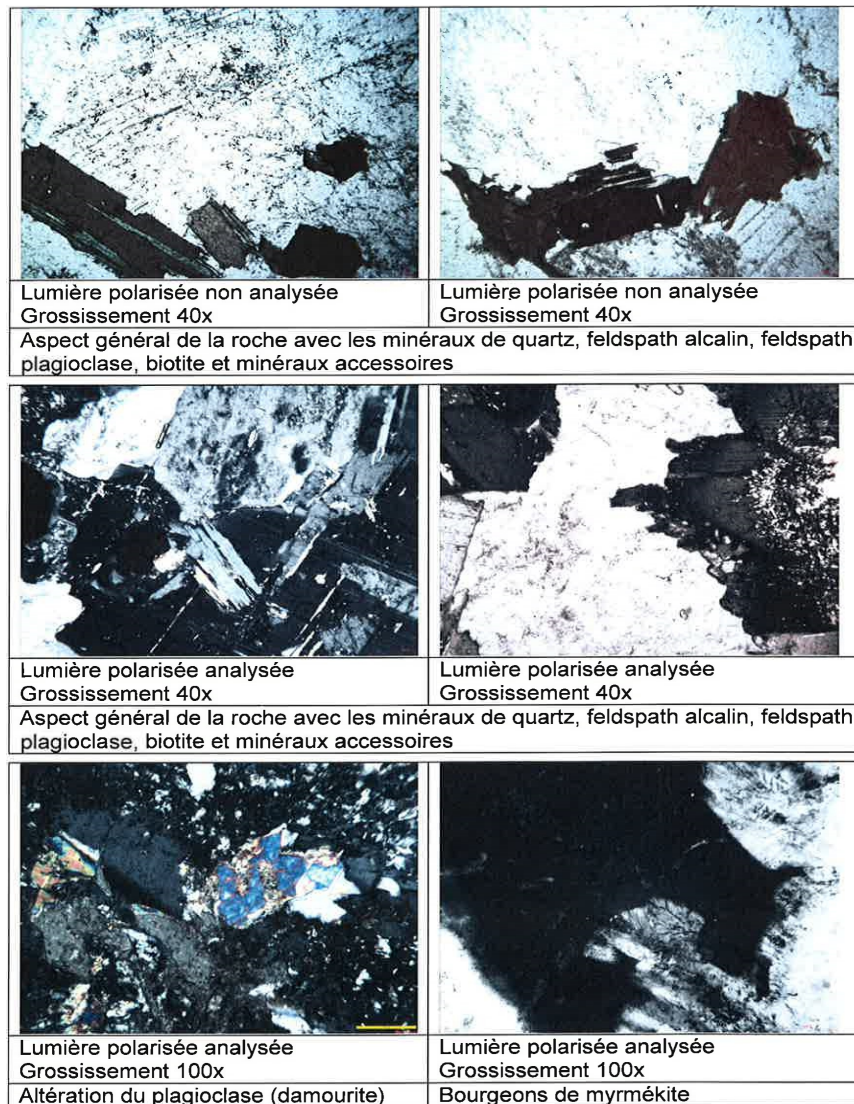 Lumière polarisée non analysée
Grossissement 40x
Lumière polarisée non analysée
Grossissement 40x
Aspect général de la roche avec les minéraux de quartz, feldspath alcalin, feldspath
plagioclase, biotite et minéraux accessoires
Lumière polarisée analysée
Grossissement 40x
Lumière polarisée analysée
Grossissement 40x
Aspect général de la roche avec les minéraux de quartz, feldspath alcalin, feldspath
plagioclase, biotite et minéraux accessoires
Lumière polarisée analysée
Grossissement 100x
Lumière polarisée analysée
Grossissement 100x
Altération du plagioclase (damourite)
Bourgeons de myrmékite